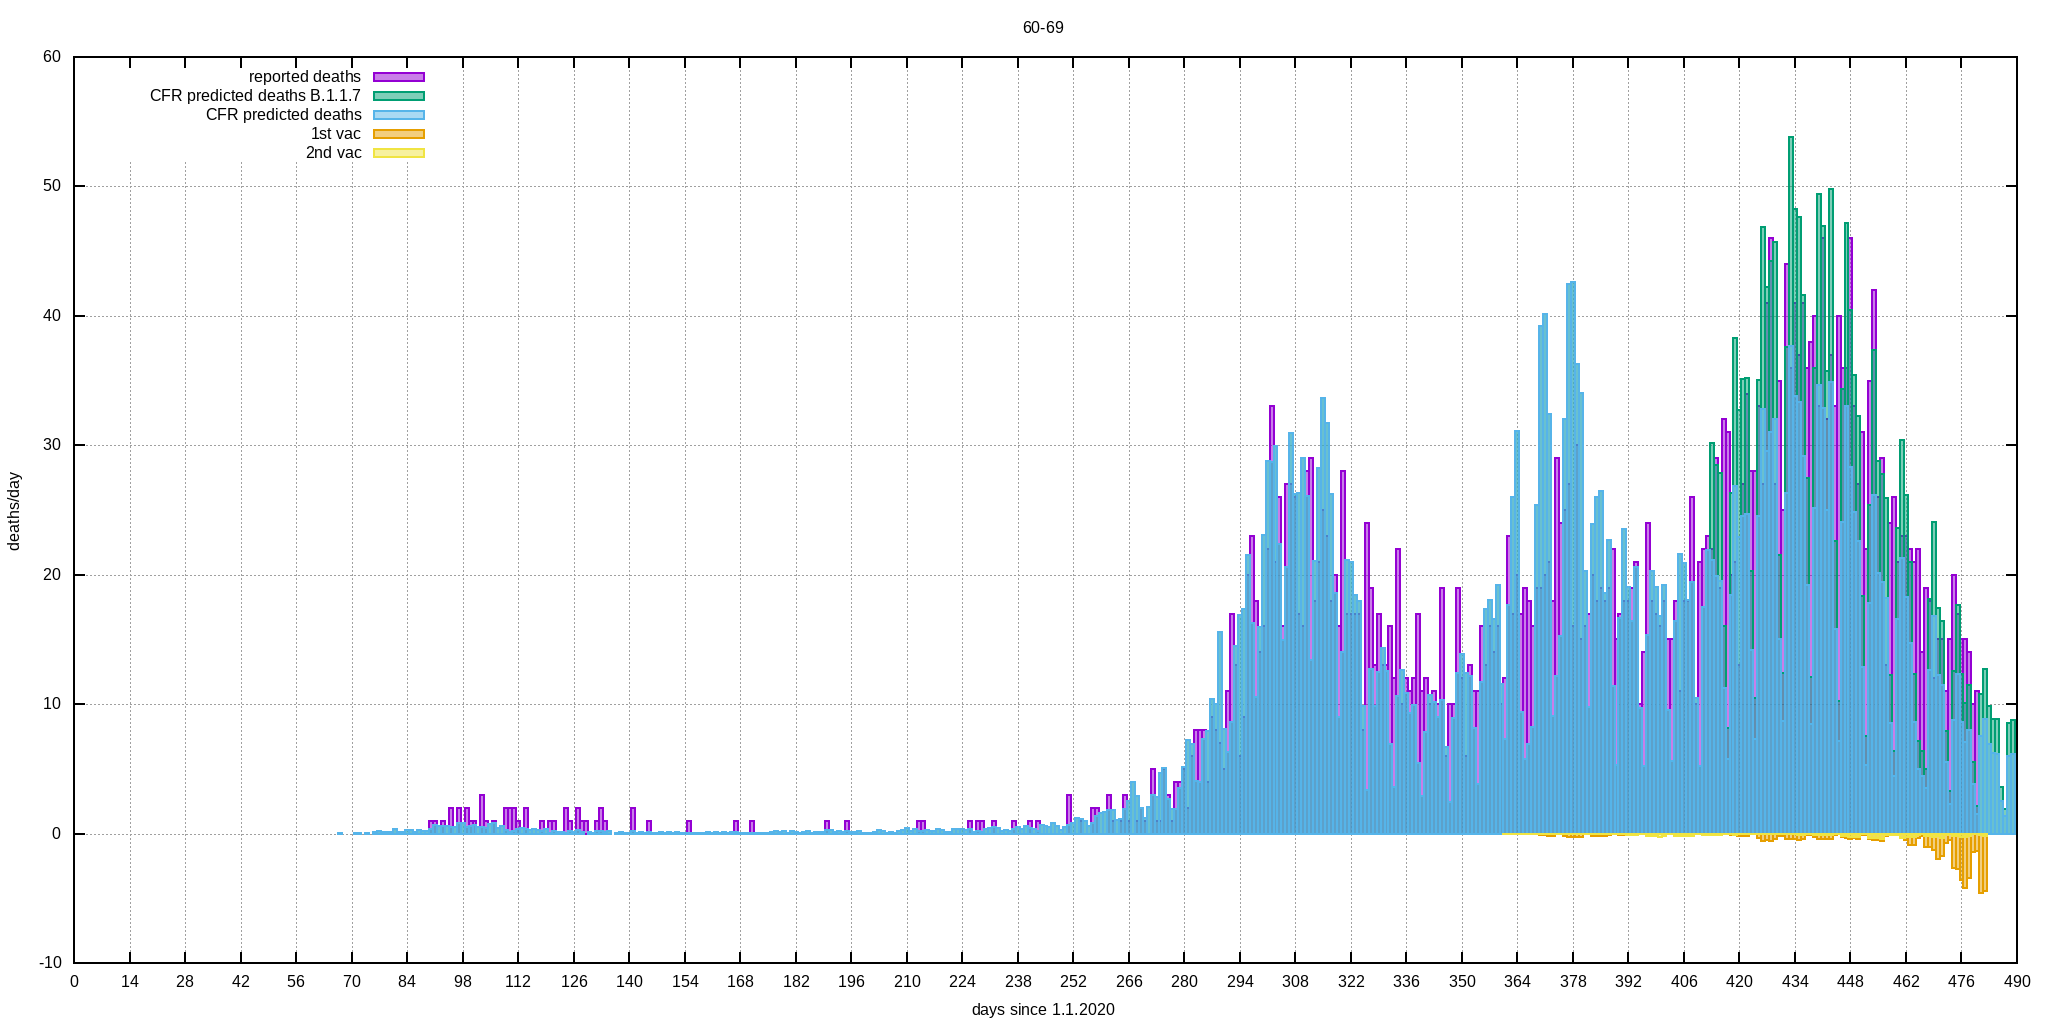 60-69
60
reported deaths
CFR predicted deaths B.1.1.7
CFR predicted deaths
1st vac
2nd vac
50
40
30
20
10
0
-10
deaths/day
0 14 28 42 56 70 84 98 112 126 140 154 168 182 196 210 224 238 252 266 280 294 308 322 336 350 364 378 392 406 420 434 448 462 476 490
days since 1.1.2020